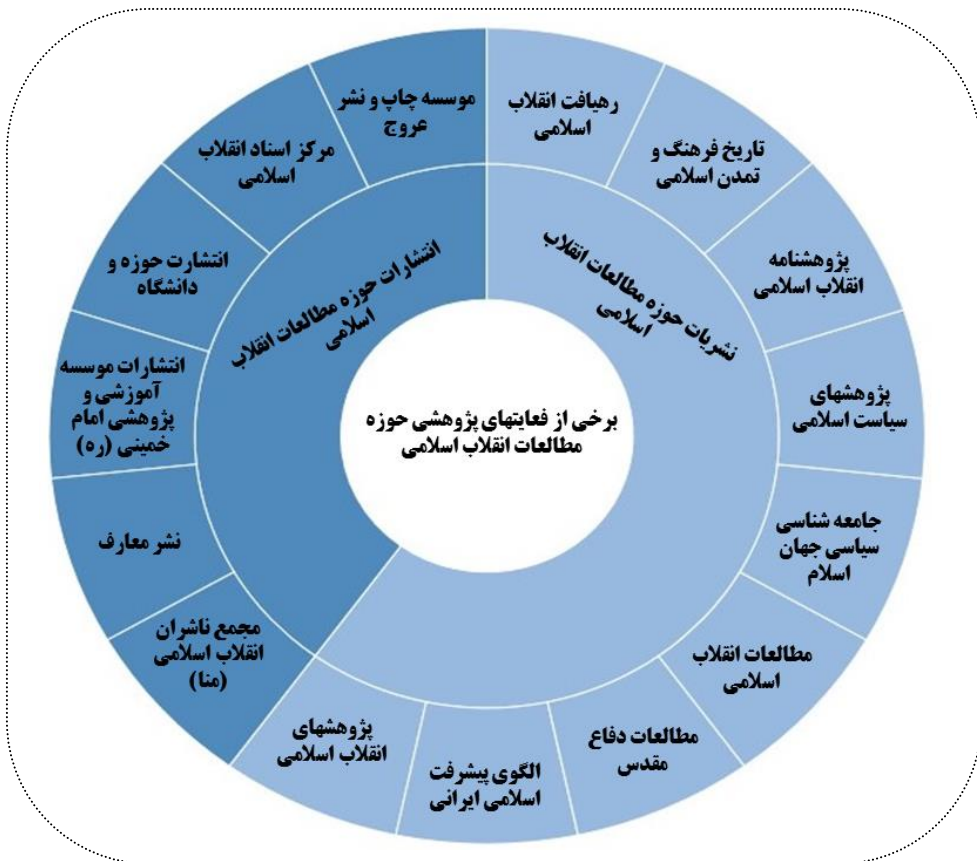 برخی از فعایتهای پژوهشی حوزه
مطالعات انقلاب اسلامی
نشریات حوزه مطالعات انقلاب
اسلامی
رهیافت انقلاب
اسلامی
تاریخ فرهنگ و
تمدن اسلامی
پژوهشنامه
انقلاب اسلامی
پژوهشهای
سیاست اسلامی
جامعه شناسی
سیاسی جهان
اسلام
مطالعات انقلاب
اسلامی
مطالعات دفاع
مقدس
الگوی پیشرفت
اسلامی ایرانی
پژوهشهای
انقلاب اسلامی
انتشارات حوزه مطالعات انقلاب
اسلامی
مجمع ناشران
انقلاب اسلامی
(منا)
نشر معارف
انتشارات موسسه
آموزشی و
پژوهشی امام
خمینی (ره)
انتشارت حوزه و
دانشگاه
مرکز اسناد انقلاب
اسلامی
موسسه چاپ و نشر
عروج